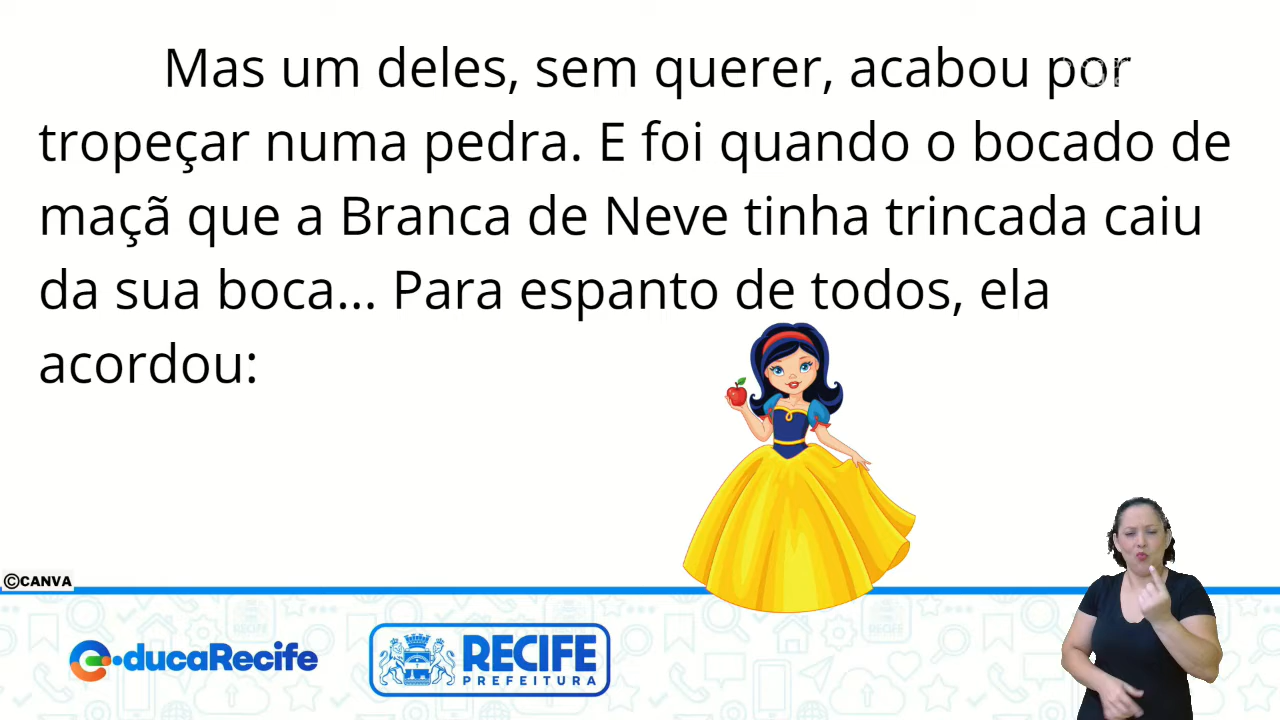 Mas um deles, sem querer, acabou por
tropeçar numa pedra. E foi quando o bocado de
maçã que a Branca de Neve tinha trincada caiu
da sua boca... Para espanto de todos, ela
acordou:
©CANVA
EducaRecife
RECIFE
PREFEITURA